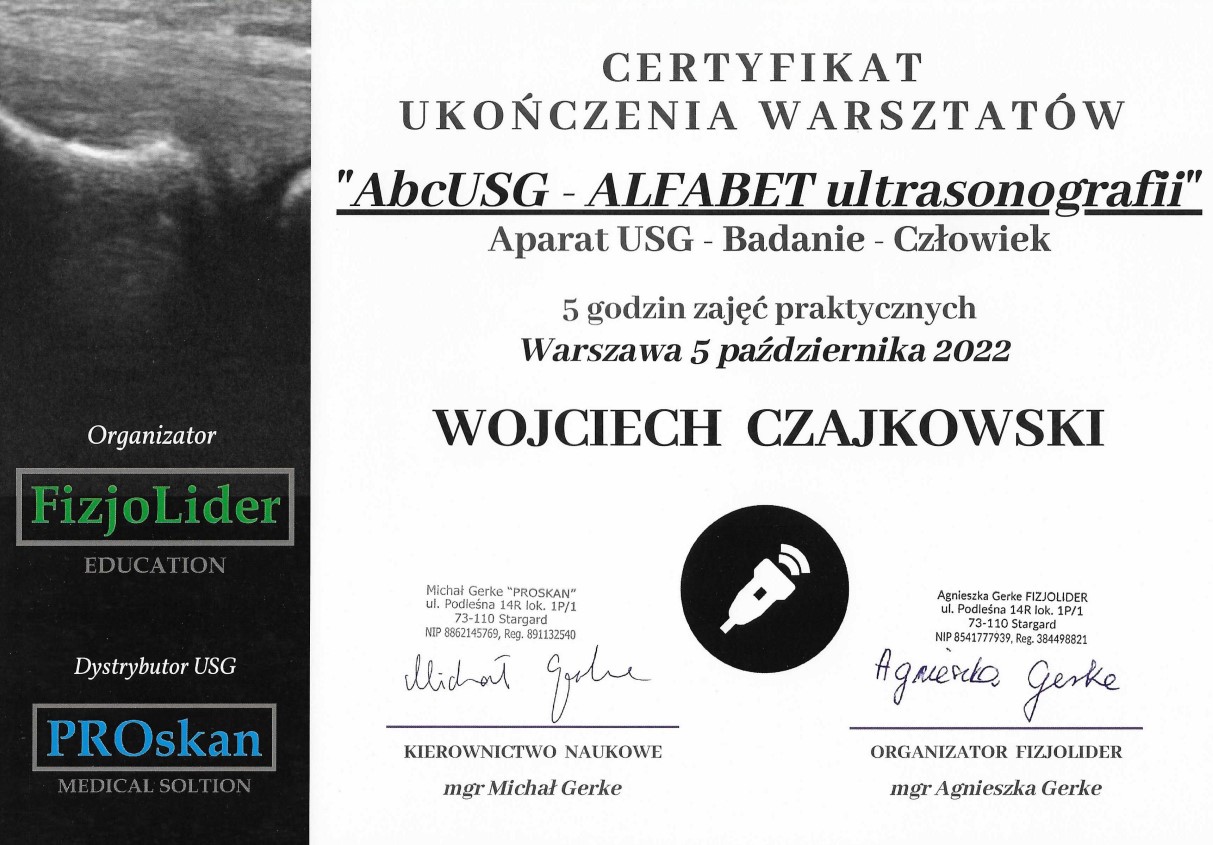 CERTYFIKAT
UKOŃCZENIA WARSZTATÓW
"AbcUSG - ALFABET ultrasonografii"
Aparat USG - Badanie - Człowiek
5 godzin zajęć praktycznych
Warszawa 5 października 2022
WOJCIECH CZAJKOWSKI
Organizator
FizjoLider
EDUCATION
Dystrybutor USG
PROskan
MEDICAL SOLTION
Michał Gerke "PROSKAN"
ul. Podleśna 14R lok. 1P/1
73-110 Stargard
NIP 8862145769, Reg. 891132540
Michał Gerke
KIEROWNICTWO NAUKOWE
mgr Michał Gerke
Agnieszka Gerke FIZJOLIDER
ul. Podleśna 14R lok. 1P/1
73-110 Stargard
NIP 8541777939, Reg. 384498821
Agnieszka Gerke
ORGANIZATOR FIZJOLIDER
mgr Agnieszka Gerke